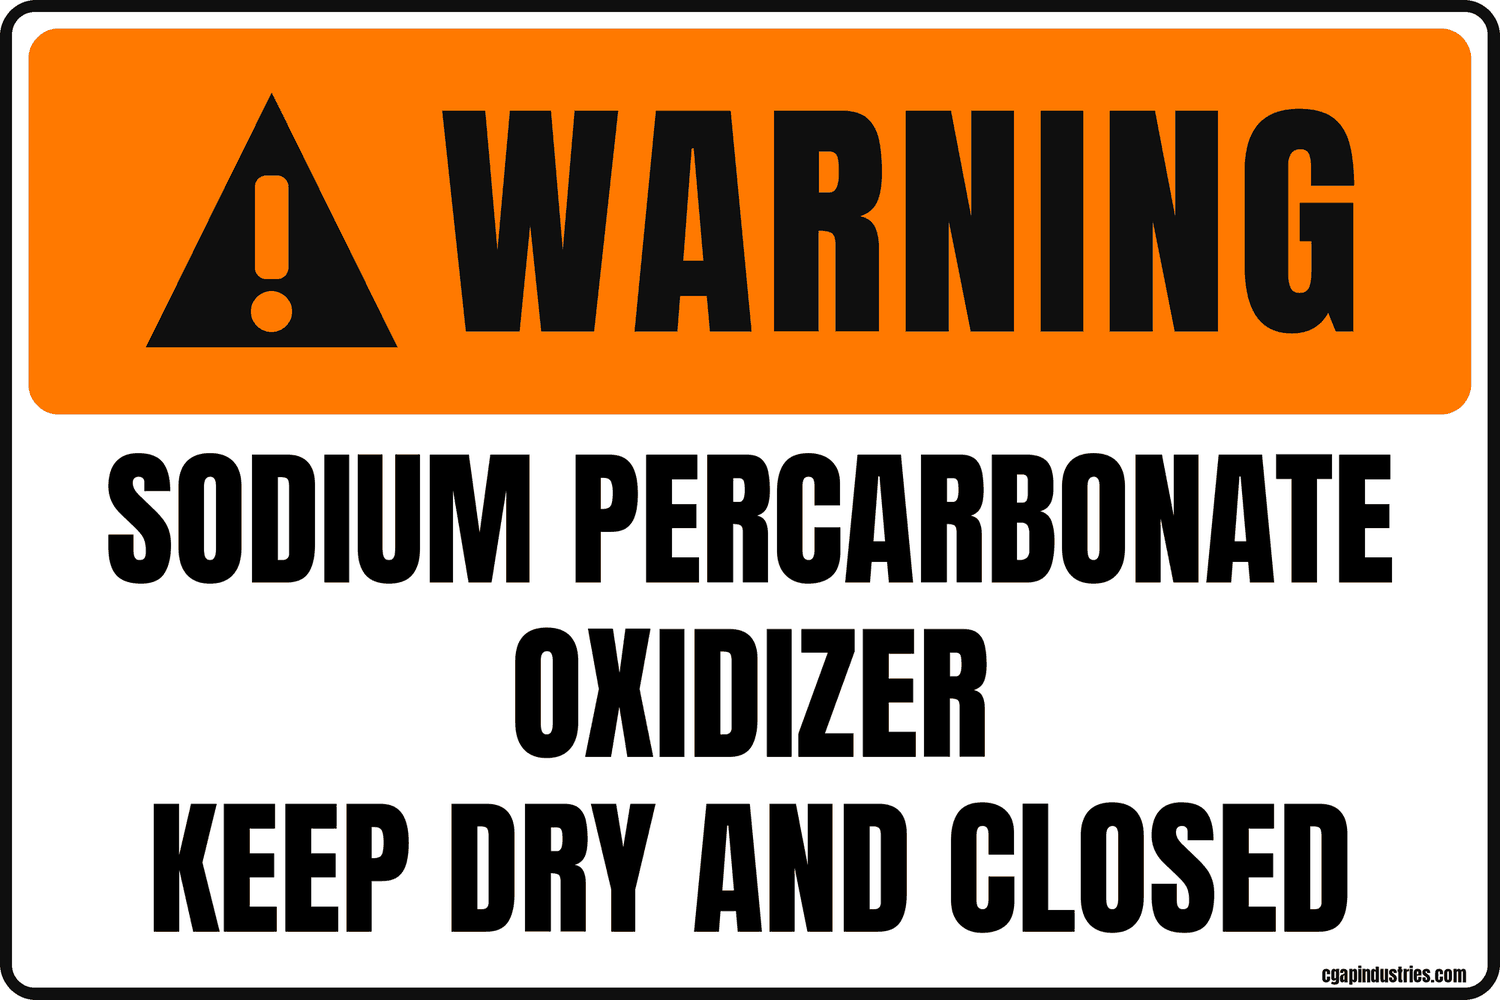 WARNING
SODIUM PERCARBONATE
OXIDIZER
KEEP DRY AND CLOSED
cgapindustries.com